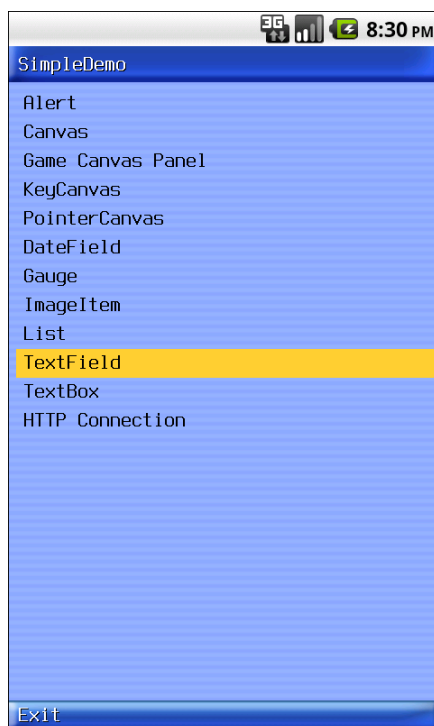 3G 8:30 PM
SimpleDemo
Alert
Canvas
Game Canvas Panel
KeyCanvas
PointerCanvas
DateField
Gauge
ImageItem
List
TextField
TextBox
HTTP Connection
Exit